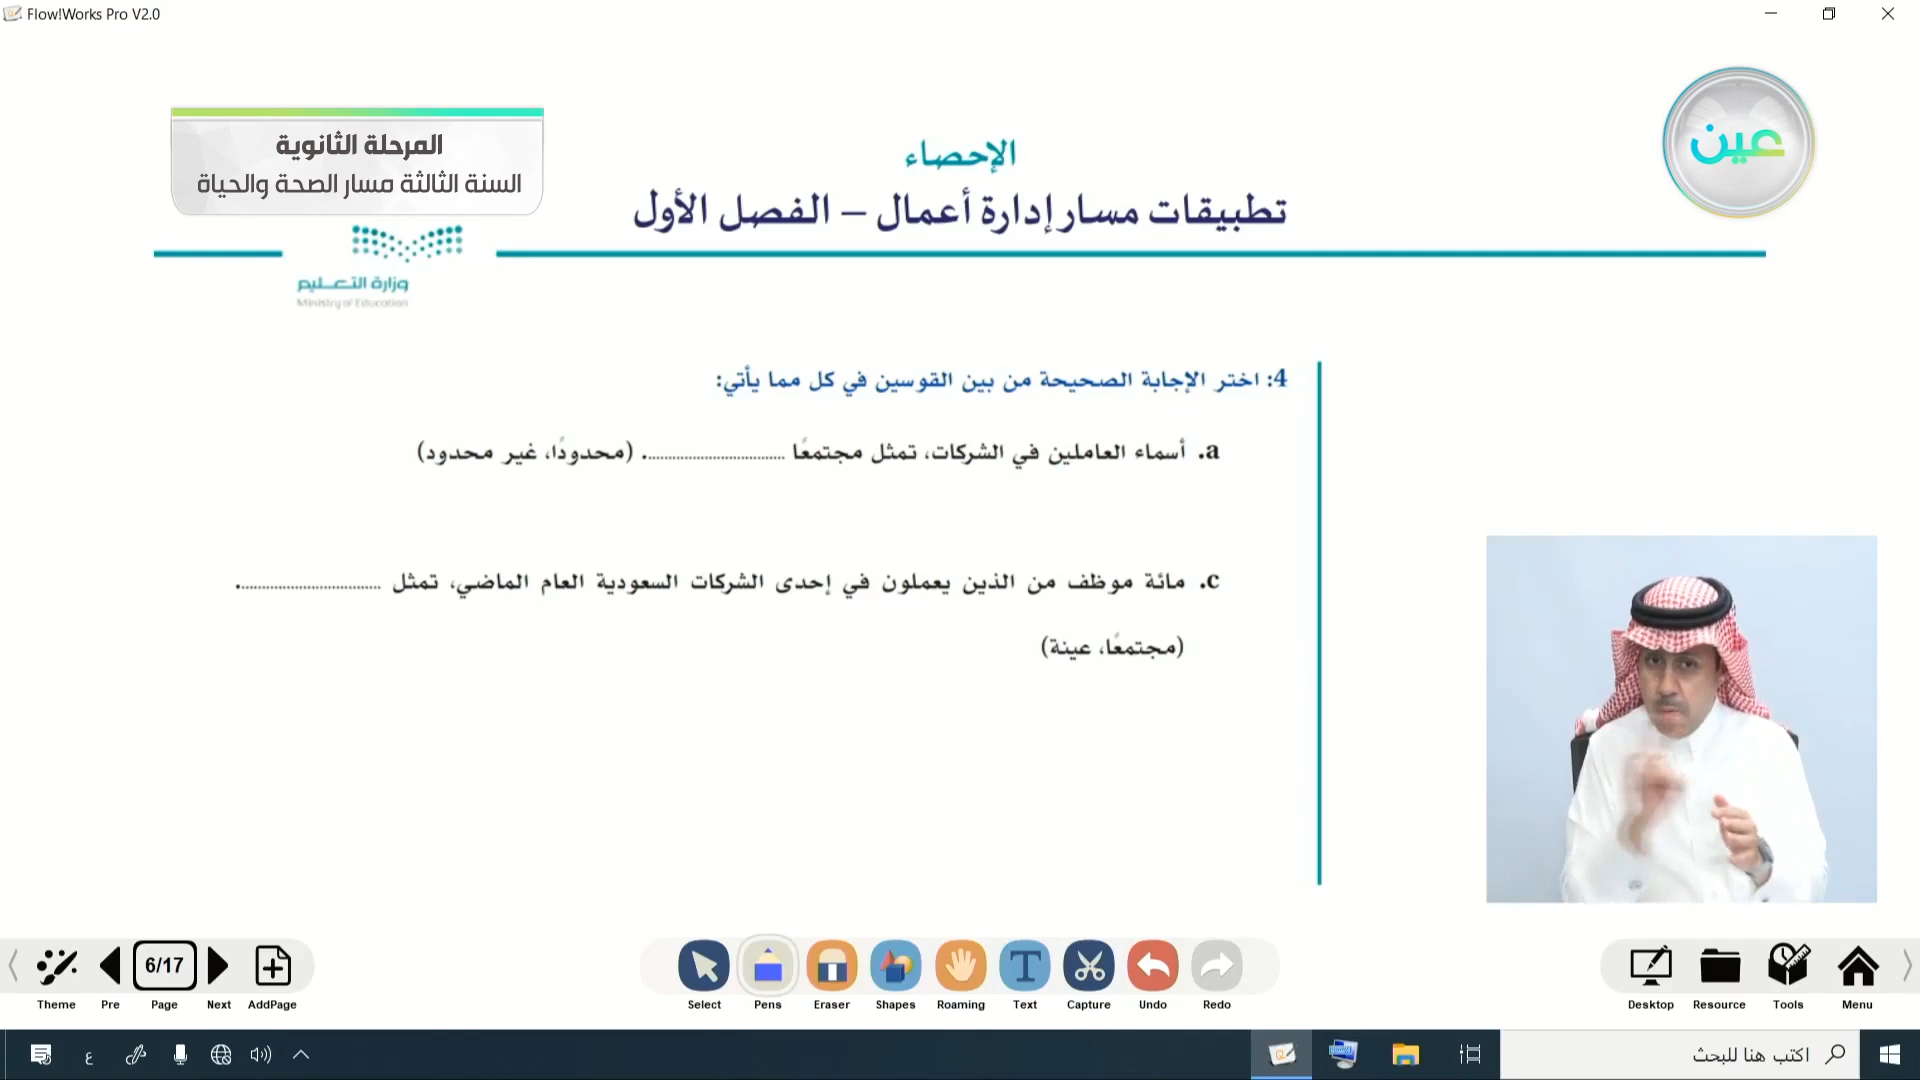 Flow!Works Pro V2.0
المرحلة الثانوية
السنة الثالثة مسار الصحة والحياة
الإحصاء
تطبيقات مسار إدارة أعمال – الفصل الأول
عين
وزارة التعليم
Ministry of Education
4: اختر الإجابة الصحيحة من بين القوسين في كل مما يأتي:
a. أسماء العاملين في الشركات، تمثل مجتمعًا ................................ (محدودًا، غير محدود)
c. مائة موظف من الذين يعملون في إحدى الشركات السعودية العام الماضي، تمثل ................................
(مجتمعًا، عينة)
6/17
Theme Pre Page Next AddPage
Select Pens Eraser Shapes Roaming Text Capture Undo Redo
Desktop Resource Tools Menu
ع
اكتب هنا للبحث